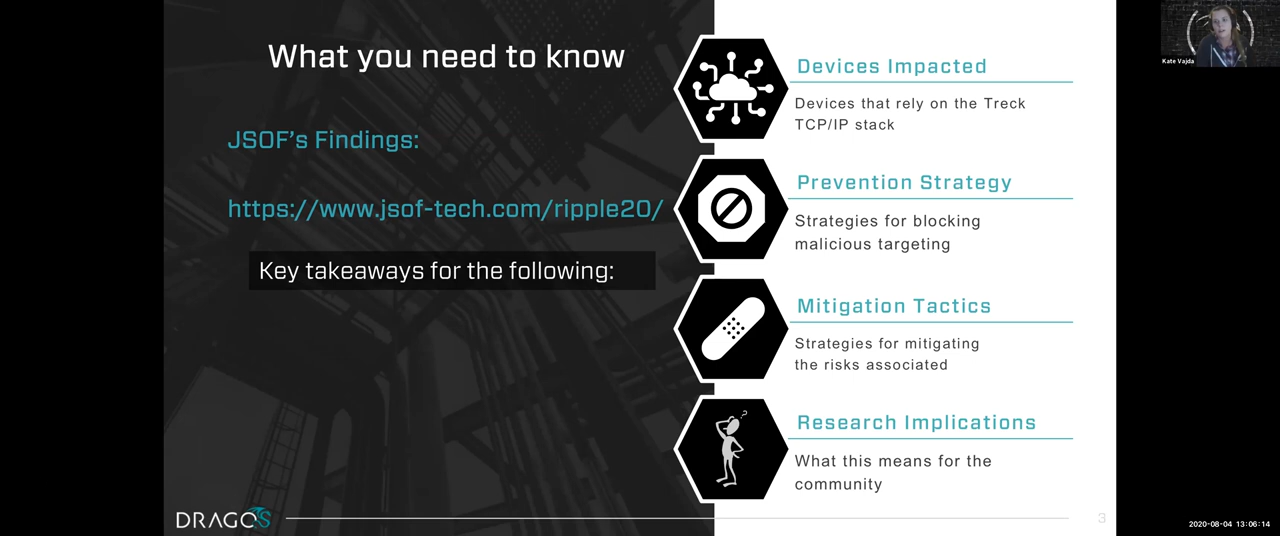 What you need to know
JSOF's Findings:
https://www.jsof-tech.com/ripple20/
Key takeaways for the following:
Devices Impacted
Devices that rely on the Treck
TCP/IP stack
Prevention Strategy
Strategies for blocking
malicious targeting
Mitigation Tactics
Strategies for mitigating
the risks associated
?
Research Implications
What this means for the
community
DRAGOS
3
Kate Vajda
2020-08-04 13:06:14